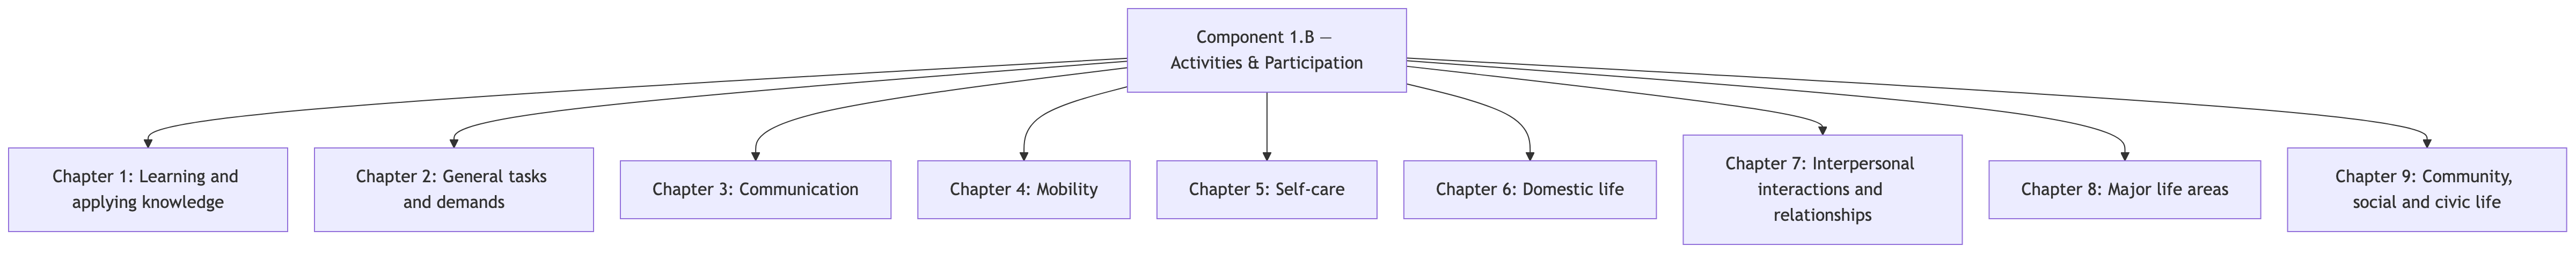 Component 1.B —
Activities & Participation
Chapter 1: Learning and
applying knowledge
Chapter 2: General tasks
and demands
Chapter 3: Communication
Chapter 4: Mobility
Chapter 5: Self-care
Chapter 6: Domestic life
Chapter 7: Interpersonal
interactions and
relationships
Chapter 8: Major life areas
Chapter 9: Community,
social and civic life